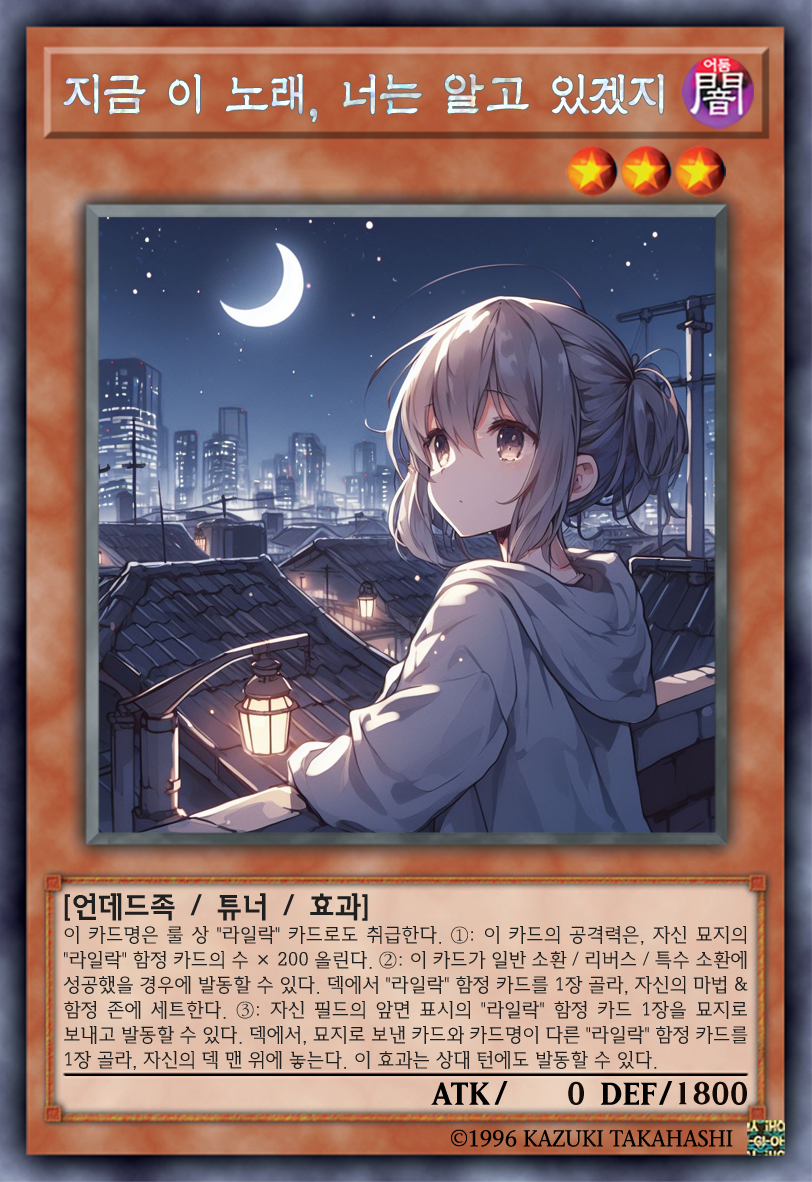 지금 이 노래, 너는 알고 있겠지
어둠
闇
[언데드족 / 튜너 / 효과]
이 카드명은 룰 상 "라일락" 카드로도 취급한다. ①: 이 카드의 공격력은, 자신 묘지의
"라일락" 함정 카드의 수 × 200 올린다. ②: 이 카드가 일반 소환 / 리버스 / 특수 소환에
성공했을 경우에 발동할 수 있다. 덱에서 "라일락" 함정 카드를 1장 골라, 자신의 마법 &
함정 존에 세트한다. ③: 자신 필드의 앞면 표시의 "라일락" 함정 카드 1장을 묘지로
보내고 발동할 수 있다. 덱에서, 묘지로 보낸 카드와 카드명이 다른 "라일락" 함정 카드를
1장 골라, 자신의 덱 맨 위에 놓는다. 이 효과는 상대 턴에도 발동할 수 있다.
ATK/ 0 DEF/1800
©1996 KAZUKI TAKAHASHI